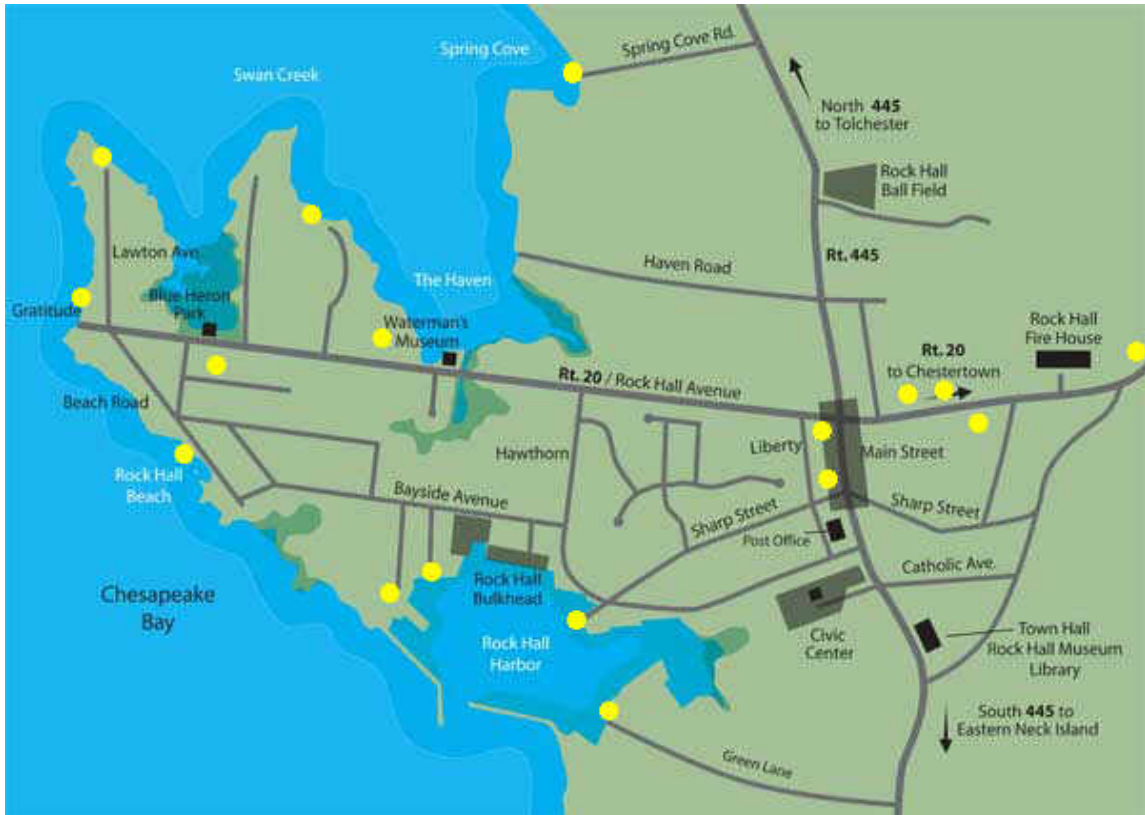 Spring Cove Rd.
Spring Cove
Swan Creek
North 445
to Tolchester
Rock Hall
Ball Field
Lawton Ave.
Rt. 445
Haven Road
The Haven
Blue Heron
Park
Gratitude
Waterman's
Museum
Rock Hall
Fire House
Rt. 20
to Chestertown
Rt. 20 / Rock Hall Avenue
Beach Road
Hawthorn
Liberty
Main Street
Rock Hall
Beach
Bayside Avenue
Sharp Street
Sharp Street
Post Office
Catholic Ave.
Chesapeake
Bay
Rock Hall
Bulkhead
Rock Hall
Harbor
Civic
Center
Town Hall
Rock Hall Museum
Library
South 445 to
Eastern Neck Island
Green Lane